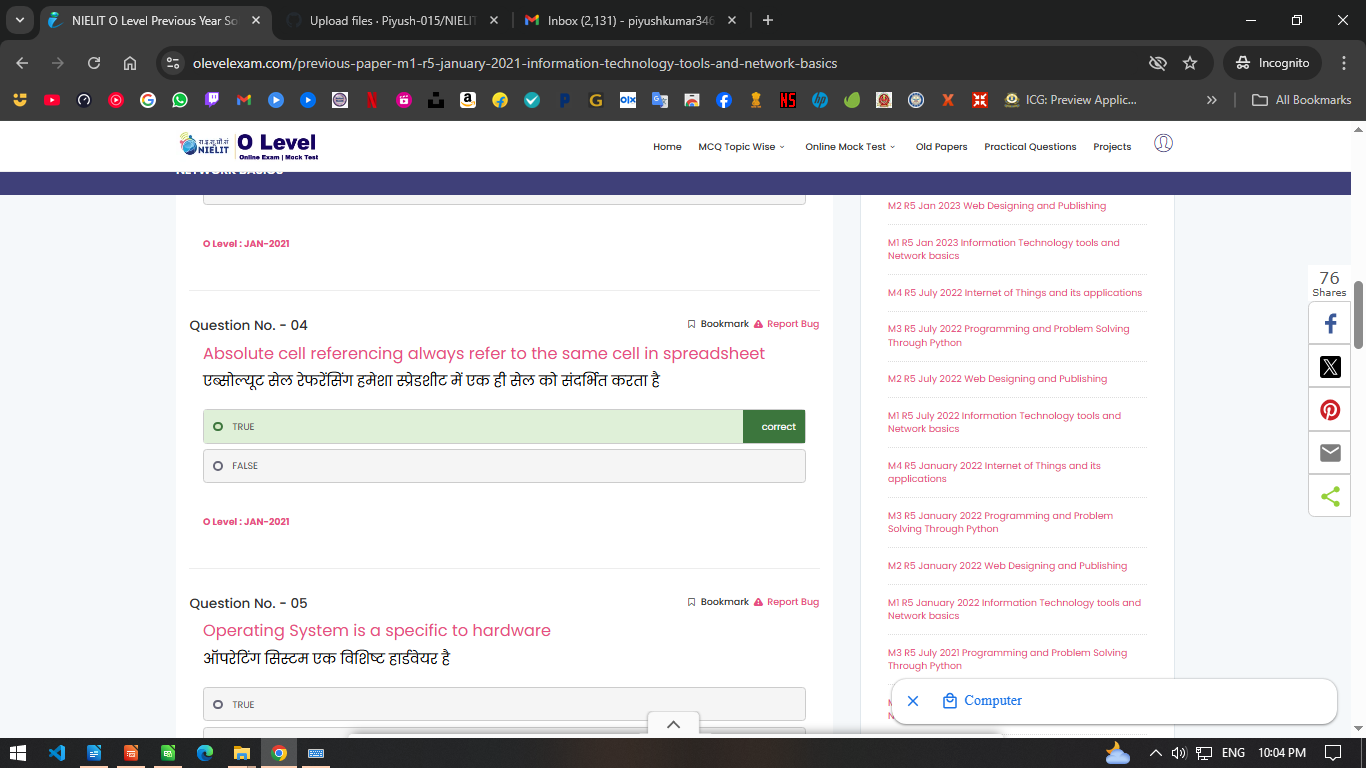 NIELIT O Level Previous Year So
Upload files · Piyush-015/NIELIT
Inbox (2,131) - piyushkumar346
olevelexam.com/previous-paper-m1-r5-january-2021-information-technology-tools-and-network-basics
Incognito
ICG: Preview Applic...
All Bookmarks
रा.इ.सू.प्रौ.सं
NIELIT
O Level
Online Exam | Mock Test
Home
MCQ Topic Wise
Online Mock Test
Old Papers
Practical Questions
Projects
NETWORK BASICS
O Level : JAN-2021
Question No. - 04
Bookmark
Report Bug
Absolute cell referencing always refer to the same cell in spreadsheet
एब्सोल्यूट सेल रेफरेंसिंग हमेशा स्प्रेडशीट में एक ही सेल को संदर्भित करता है
TRUE
correct
FALSE
O Level : JAN-2021
Question No. - 05
Bookmark
Report Bug
Operating System is a specific to hardware
ऑपरेटिंग सिस्टम एक विशिष्ट हार्डवेयर है
TRUE
M2 R5 Jan 2023 Web Designing and Publishing
M1 R5 Jan 2023 Information Technology tools and
Network basics
M4 R5 July 2022 Internet of Things and its applications
M3 R5 July 2022 Programming and Problem Solving
Through Python
M2 R5 July 2022 Web Designing and Publishing
M1 R5 July 2022 Information Technology tools and
Network basics
M4 R5 January 2022 Internet of Things and its
applications
M3 R5 January 2022 Programming and Problem
Solving Through Python
M2 R5 January 2022 Web Designing and Publishing
M1 R5 January 2022 Information Technology tools and
Network basics
M3 R5 July 2021 Programming and Problem Solving
Through Python
76
Shares
Computer
ENG
10:04 PM